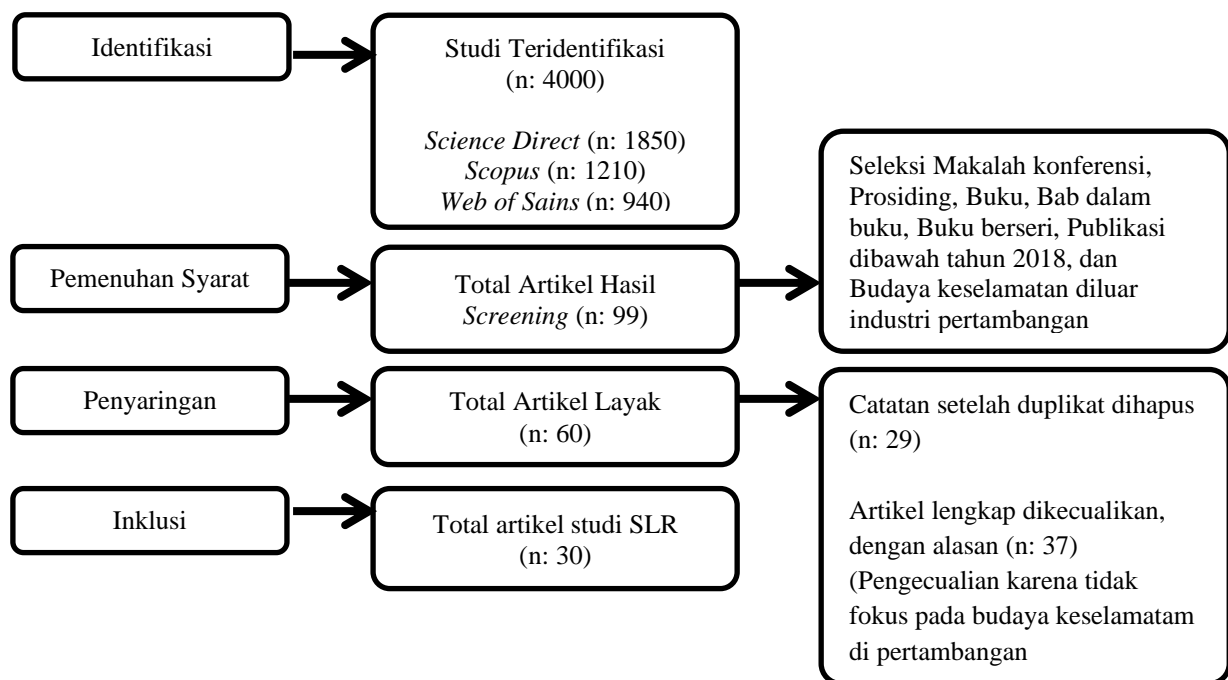 Identifikasi
Studi Teridentifikasi
(n: 4000)
Science Direct (n: 1850)
Scopus (n: 1210)
Web of Sains (n: 940)
Seleksi Makalah konferensi,
Prosiding, Buku, Bab dalam
buku, Buku berseri, Publikasi
dibawah tahun 2018, dan
Budaya keselamatan diluar
industri pertambangan
Pemenuhan Syarat
Total Artikel Hasil
Screening (n: 99)
Penyaringan
Total Artikel Layak
(n: 60)
Catatan setelah duplikat dihapus
(n: 29)
Artikel lengkap dikecualikan,
dengan alasan (n: 37)
(Pengecualian karena tidak
fokus pada budaya keselamatam
di pertambangan
Inklusi
Total artikel studi SLR
(n: 30)